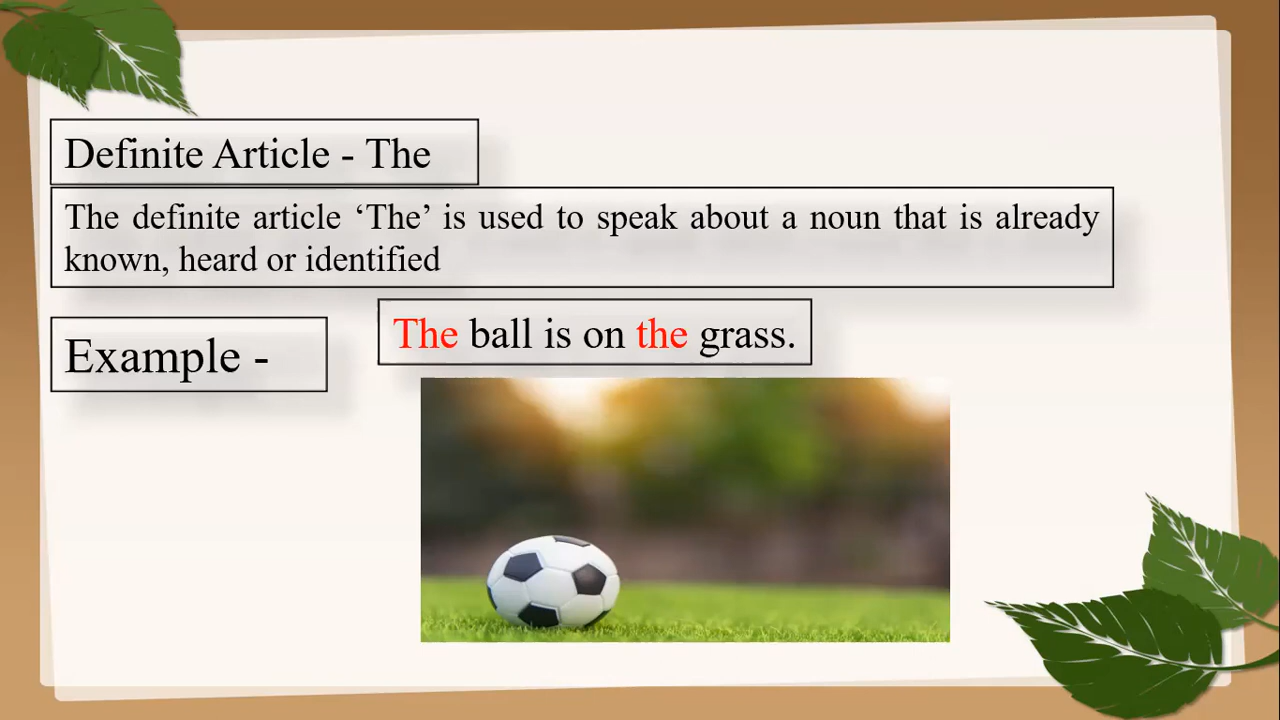 Definite Article - The
The definite article ‘The’ is used to speak about a noun that is already
known, heard or identified
Example -
The ball is on the grass.